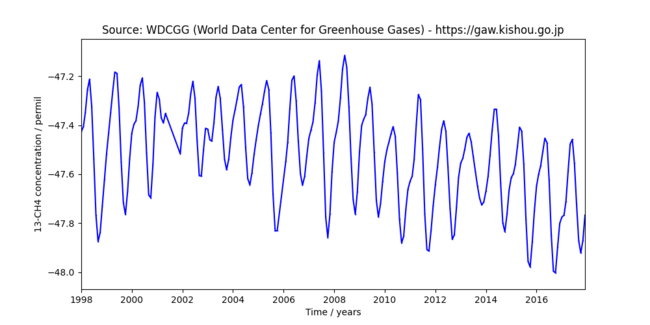 Source: WDCGG (World Data Center for Greenhouse Gases) - https://gaw.kishou.go.jp
13-CH4 concentration / permil
−47.2
−47.4
−47.6
−47.8
−48.0
1998 2000 2002 2004 2006 2008 2010 2012 2014 2016
Time / years